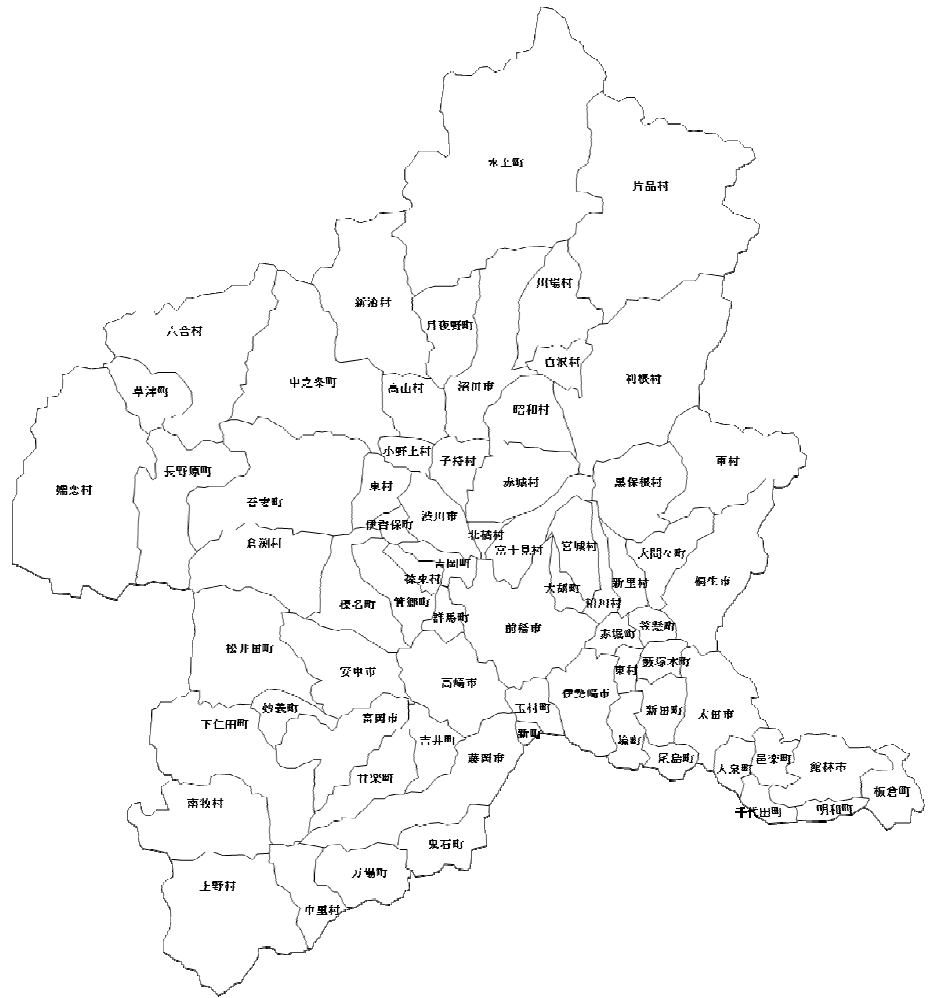 水上町
片品村
新治村
川場村
月夜野町
六合村
白沢村
利根村
草津町
中之条町
高山村
沼田市
昭和村
小野上村
子持村
東村
長野原町
嬬恋村
東村
赤城村
黒保根村
吾妻町
渋川市
伊香保町
北橘村
倉渕村
富士見村
宮城村
大間々町
吉岡町
榛東村
大胡町
新里村
桐生市
榛名町
箕郷町
粕川村
群馬町
前橋市
赤堀町
笠懸町
松井田町
安中市
東村
藪塚本町
高崎市
伊勢崎市
妙義町
玉村町
新田町
太田市
下仁田町
富岡市
吉井町
新町
境町
藤岡市
尾島町
大泉町
邑楽町
館林市
甘楽町
板倉町
南牧村
千代田町
明和町
鬼石町
万場町
上野村
中里村